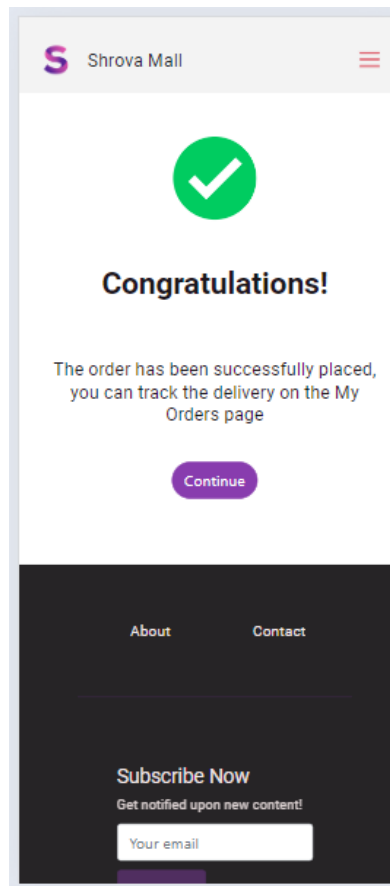 S Shrova Mall
Congratulations!
The order has been successfully placed,
you can track the delivery on the My
Orders page
Continue
About Contact
Subscribe Now
Get notified upon new content!
Your email